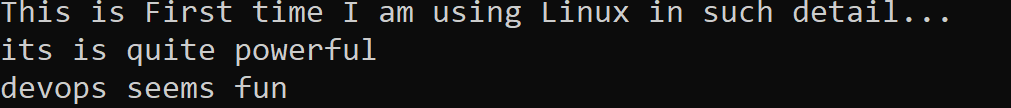 This is First time I am using Linux in such detail...
its is quite powerful
devops seems fun